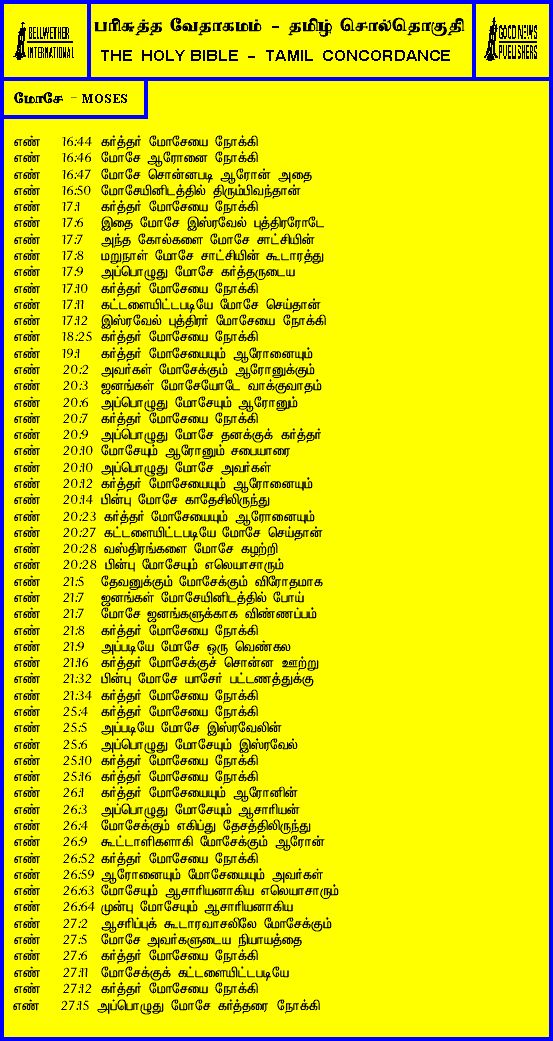 BELLWETHER
INTERNATIONAL
பரிசுத்த வேதாகமம் - தமிழ் சொல்தொகுதி
THE HOLY BIBLE - TAMIL CONCORDANCE
GOOD NEWS
PUBLISHERS
மோசே - MOSES
எண் 16:44 கர்த்தர் மோசேயை நோக்கி
எண் 16:46 மோசே ஆரோனை நோக்கி
எண் 16:47 மோசே சொன்னபடி ஆரோன் அதை
எண் 16:50 மோசேயினிடத்தில் திரும்பிவந்தான்
எண் 17:1 கர்த்தர் மோசேயை நோக்கி
எண் 17:6 இதை மோசே இஸ்ரவேல் புத்திரரோடே
எண் 17:7 அந்த கோல்களை மோசே சாட்சியின்
எண் 17:8 மறுநாள் மோசே சாட்சியின் கூடாரத்து
எண் 17:9 அப்பொழுது மோசே கர்த்தருடைய
எண் 17:10 கர்த்தர் மோசேயை நோக்கி
எண் 17:11 கட்டளையிட்டபடியே மோசே செய்தான்
எண் 17:12 இஸ்ரவேல் புத்திரர் மோசேயை நோக்கி
எண் 18:25 கர்த்தர் மோசேயை நோக்கி
எண் 19:1 கர்த்தர் மோசேயையும் ஆரோனையும்
எண் 20:2 அவர்கள் மோசேக்கும் ஆரோனுக்கும்
எண் 20:3 ஜனங்கள் மோசேயோடே வாக்குவாதம்
எண் 20:6 அப்பொழுது மோசேயும் ஆரோனும்
எண் 20:7 கர்த்தர் மோசேயை நோக்கி
எண் 20:9 அப்பொழுது மோசே தனக்குக் கர்த்தர்
எண் 20:10 மோசேயும் ஆரோனும் சபையாரை
எண் 20:10 அப்பொழுது மோசே அவர்கள்
எண் 20:12 கர்த்தர் மோசேயையும் ஆரோனையும்
எண் 20:14 பின்பு மோசே காதேசிலிருந்து
எண் 20:23 கர்த்தர் மோசேயையும் ஆரோனையும்
எண் 20:27 கட்டளையிட்டபடியே மோசே செய்தான்
எண் 20:28 வஸ்திரங்களை மோசே கழற்றி
எண் 20:28 பின்பு மோசேயும் எலெயாசாரும்
எண் 21:5 தேவனுக்கும் மோசேக்கும் விரோதமாக
எண் 21:7 ஜனங்கள் மோசேயினிடத்தில் போய்
எண் 21:7 மோசே ஜனங்களுக்காக விண்ணப்பம்
எண் 21:8 கர்த்தர் மோசேயை நோக்கி
எண் 21:9 அப்படியே மோசே ஒரு வெண்கல
எண் 21:16 கர்த்தர் மோசேக்குச் சொன்ன ஊற்று
எண் 21:32 பின்பு மோசே யாசேர் பட்டணத்துக்கு
எண் 21:34 கர்த்தர் மோசேயை நோக்கி
எண் 25:4 கர்த்தர் மோசேயை நோக்கி
எண் 25:5 அப்படியே மோசே இஸ்ரவேலின்
எண் 25:6 அப்பொழுது மோசேயும் இஸ்ரவேல்
எண் 25:10 கர்த்தர் மோசேயை நோக்கி
எண் 25:16 கர்த்தர் மோசேயை நோக்கி
எண் 26:1 கர்த்தர் மோசேயையும் ஆரோனின்
எண் 26:3 அப்பொழுது மோசேயும் ஆசாரியன்
எண் 26:4 மோசேக்கும் எகிப்து தேசத்திலிருந்து
எண் 26:9 கூட்டாளிகளாகி மோசேக்கும் ஆரோன்
எண் 26:52 கர்த்தர் மோசேயை நோக்கி
எண் 26:59 ஆரோனையும் மோசேயையும் அவர்கள்
எண் 26:63 மோசேயும் ஆசாரியனாகிய எலெயாசாரும்
எண் 26:64 முன்பு மோசேயும் ஆசாரியனாகிய
எண் 27:2 ஆசரிப்புக் கூடாரவாசலிலே மோசேக்கும்
எண் 27:5 மோசே அவர்களுடைய நியாயத்தை
எண் 27:6 கர்த்தர் மோசேயை நோக்கி
எண் 27:11 மோசேக்குக் கட்டளையிட்டபடியே
எண் 27:12 கர்த்தர் மோசேயை நோக்கி
எண் 27:15 அப்பொழுது மோசே கர்த்தரை நோக்கி